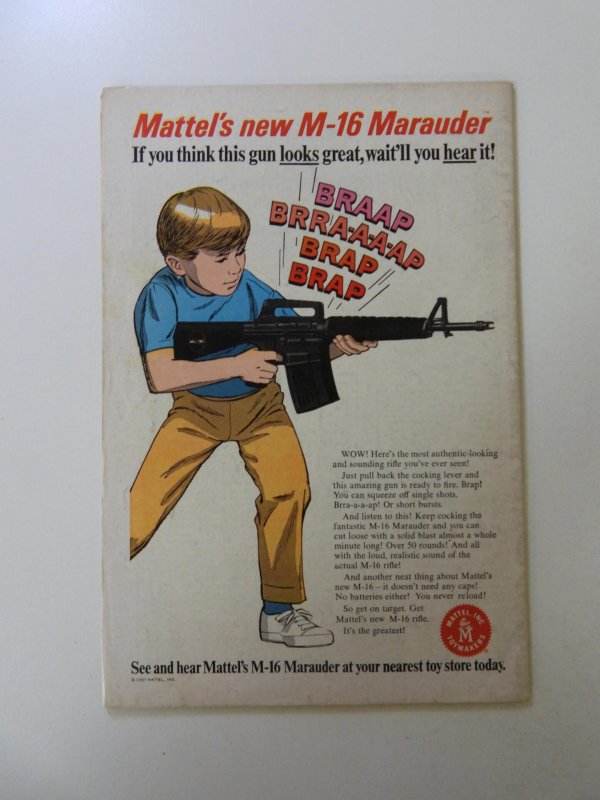 Mattel's new M-16 Marauder™
If you think this gun looks great, wait'll you hear it!
BRAAP
BRRA-A-A-AP
BRAP
BRAP
WOW! Here's the most authentic-looking
and sounding rifle you've ever seen!
Just pull back the cocking lever and
this amazing gun is ready to fire. Brap!
You can squeeze off single shots.
Brra-a-a-ap! Or short bursts.
And listen to this! Keep cocking the
fantastic M-16 Marauder and you can
cut loose with a solid blast almost a whole
minute long! Over 50 rounds! And all
with the loud, realistic sound of the
actual M-16 rifle!
And another neat thing about Mattel's
new M-16 – it doesn't need any caps!
No batteries either! You never reload!
So get on target. Get
Mattel's new M-16 rifle.
It's the greatest!
MATTEL, INC.
M
TOYMAKERS
See and hear Mattel's M-16 Marauder at your nearest toy store today.
© 1967 MATTEL, INC.